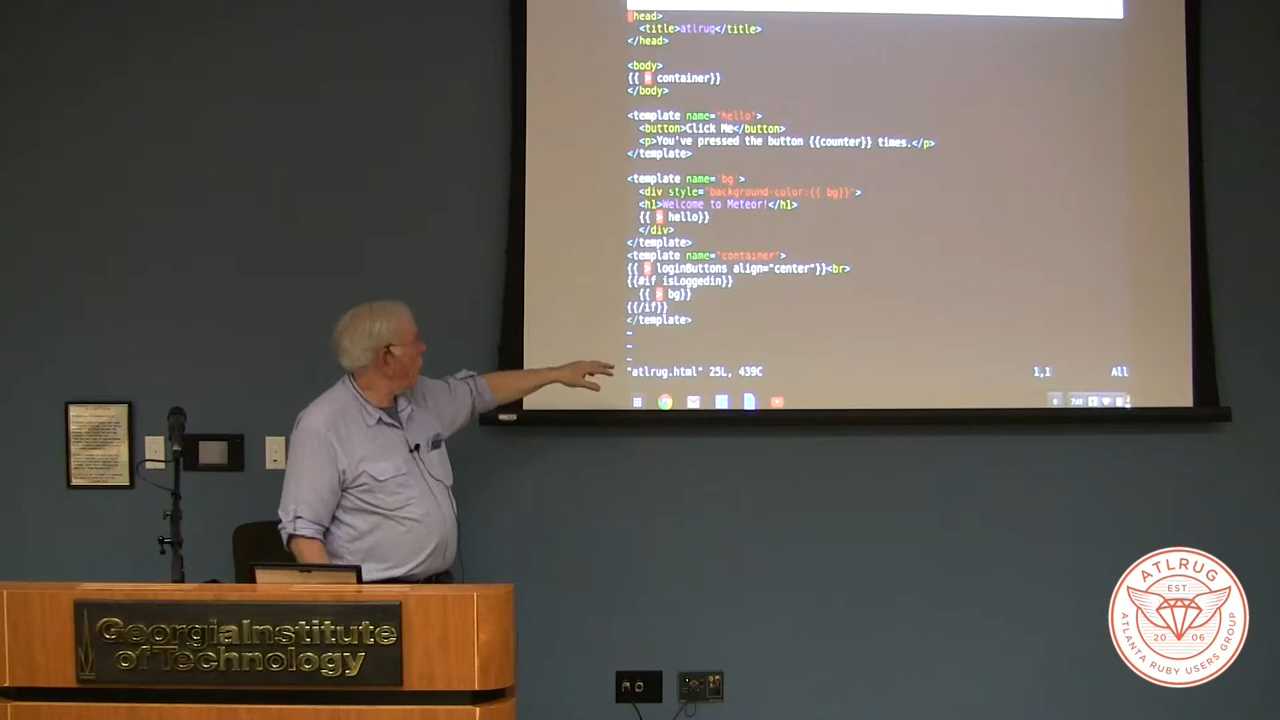 head>
<title>atlrug</title>
</head>
<body>
{{ > container}}
</body>
<template name="hello">
<button>Click Me</button>
<p>You've pressed the button {{counter}} times.</p>
</template>
<template name="bg">
<div style="background-color:{{ bg}}">
<h1>Welcome to Meteor!</h1>
{{ > hello}}
</div>
</template>
<template name="container">
{{ > loginButtons align="center"}}<br>
{{#if isLoggedin}}
{{ > bg}}
{{/if}}
</template>
~
~
~
"atlrug.html" 25L, 439C 1,1 All
Georgia Institute
of Technology
ATLRUG
EST.
20 06
ATLANTA RUBY USERS GROUP